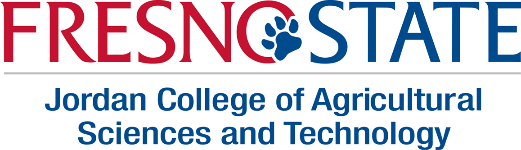 FRESNO STATE
Jordan College of Agricultural
Sciences and Technology